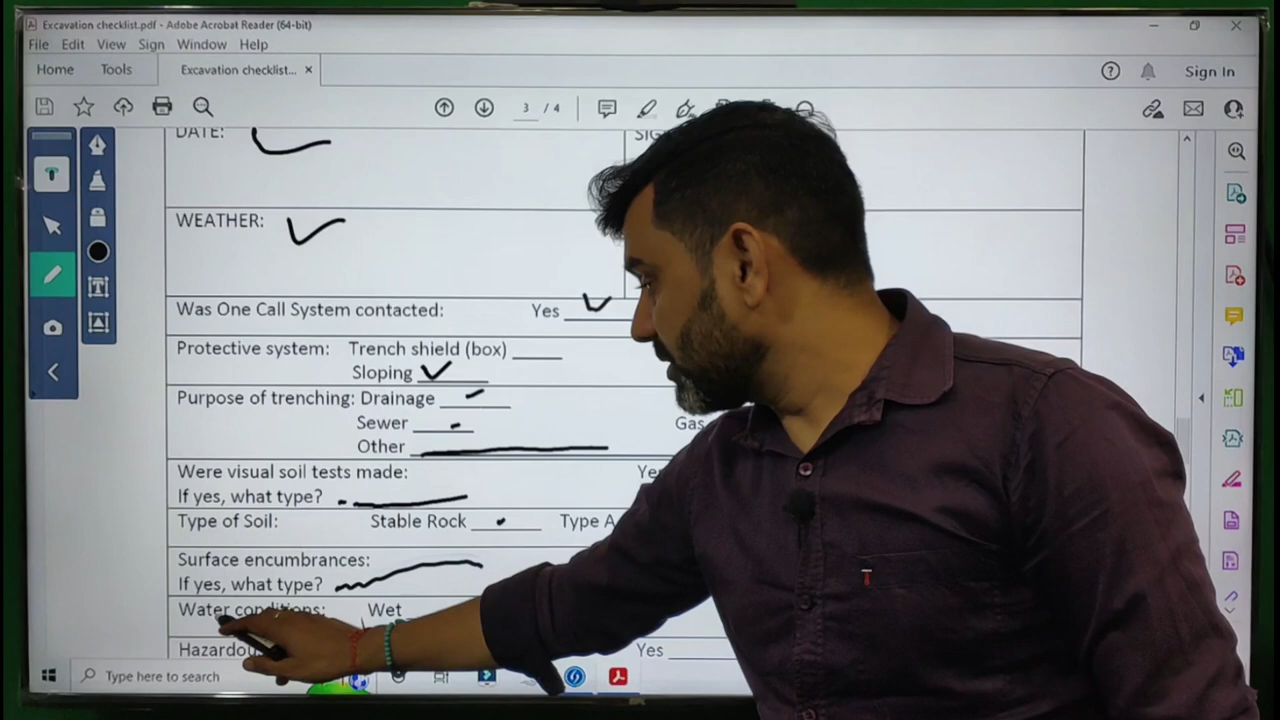 Excavation checklist.pdf - Adobe Acrobat Reader (64-bit)
File Edit View Sign Window Help
Home Tools Excavation checklist... × Sign In
3 / 4
DATE:
WEATHER:
Was One Call System contacted: Yes
Protective system: Trench shield (box)
Sloping
Purpose of trenching: Drainage
Sewer Gas
Other
Were visual soil tests made:
If yes, what type?
Type of Soil: Stable Rock Type A
Surface encumbrances:
If yes, what type?
Water conditions: Wet
Yes
Type here to search